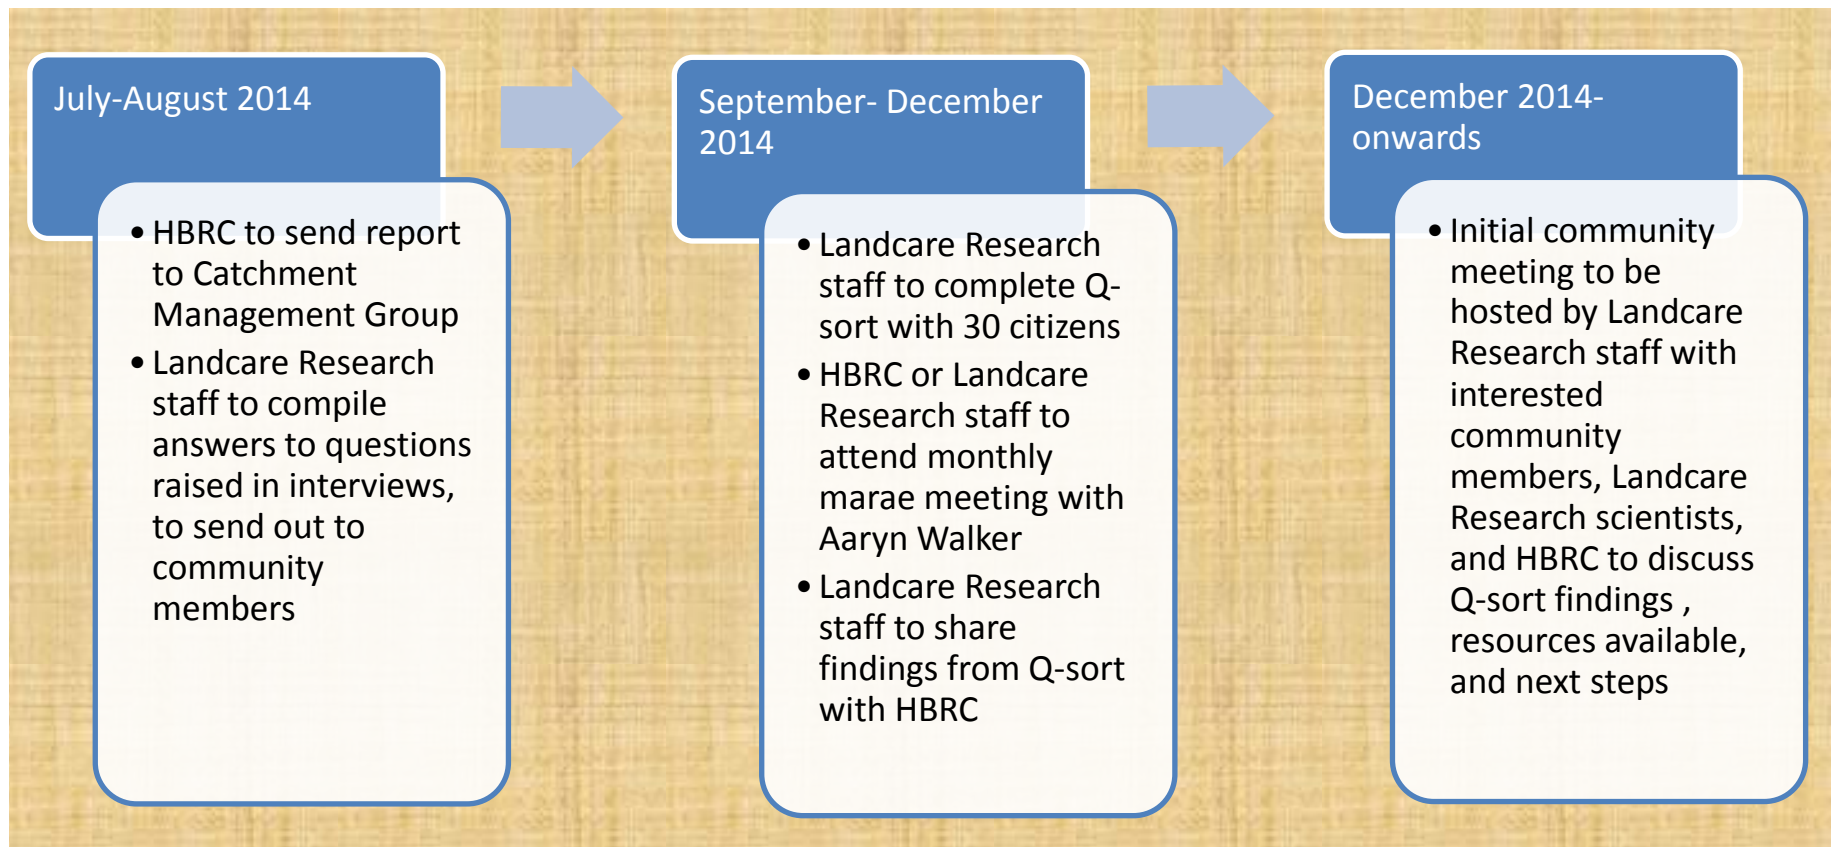 July-August 2014
• HBRC to send report
to Catchment
Management Group
• Landcare Research
staff to compile
answers to questions
raised in interviews,
to send out to
community
members
September- December
2014
• Landcare Research
staff to complete Q-
sort with 30 citizens
• HBRC or Landcare
Research staff to
attend monthly
marae meeting with
Aaryn Walker
• Landcare Research
staff to share
findings from Q-sort
with HBRC
December 2014-
onwards
• Initial community
meeting to be
hosted by Landcare
Research staff with
interested
community
members, Landcare
Research scientists,
and HBRC to discuss
Q-sort findings ,
resources available,
and next steps